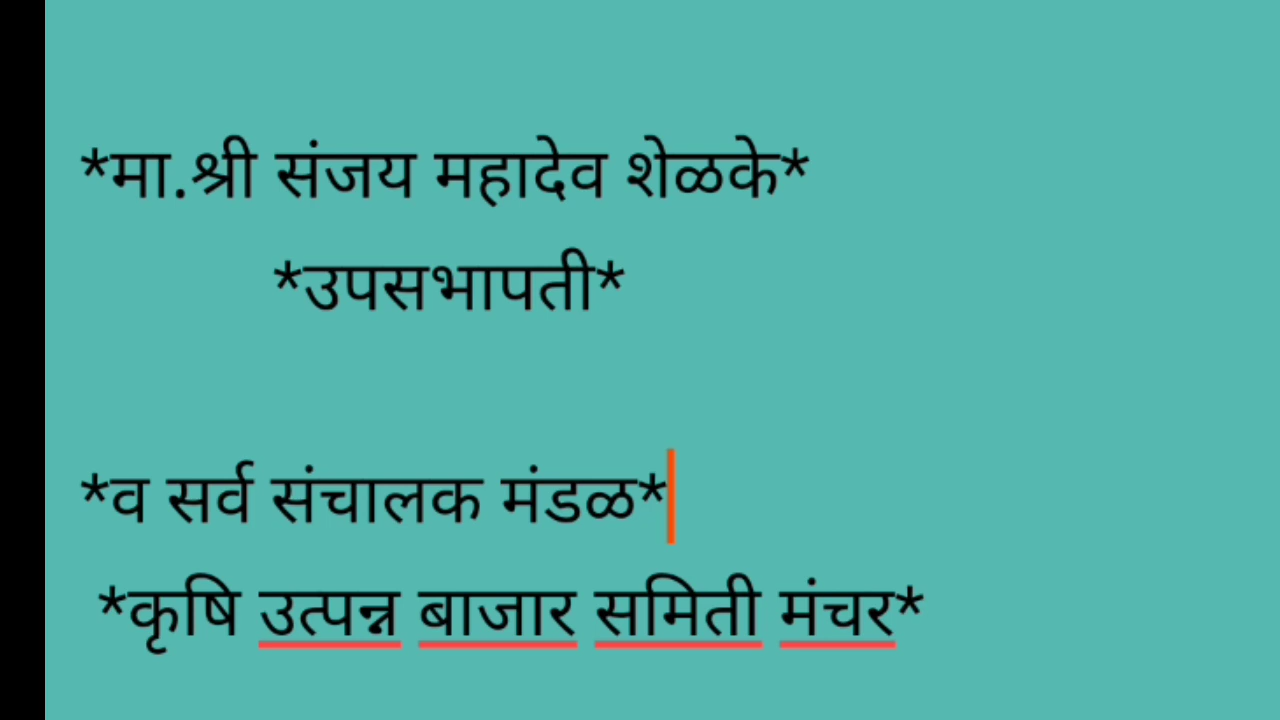 *मा.श्री संजय महादेव शेळके*
*उपसभापती*
*व सर्व संचालक मंडळ*
*कृषि उत्पन्न बाजार समिती मंचर*